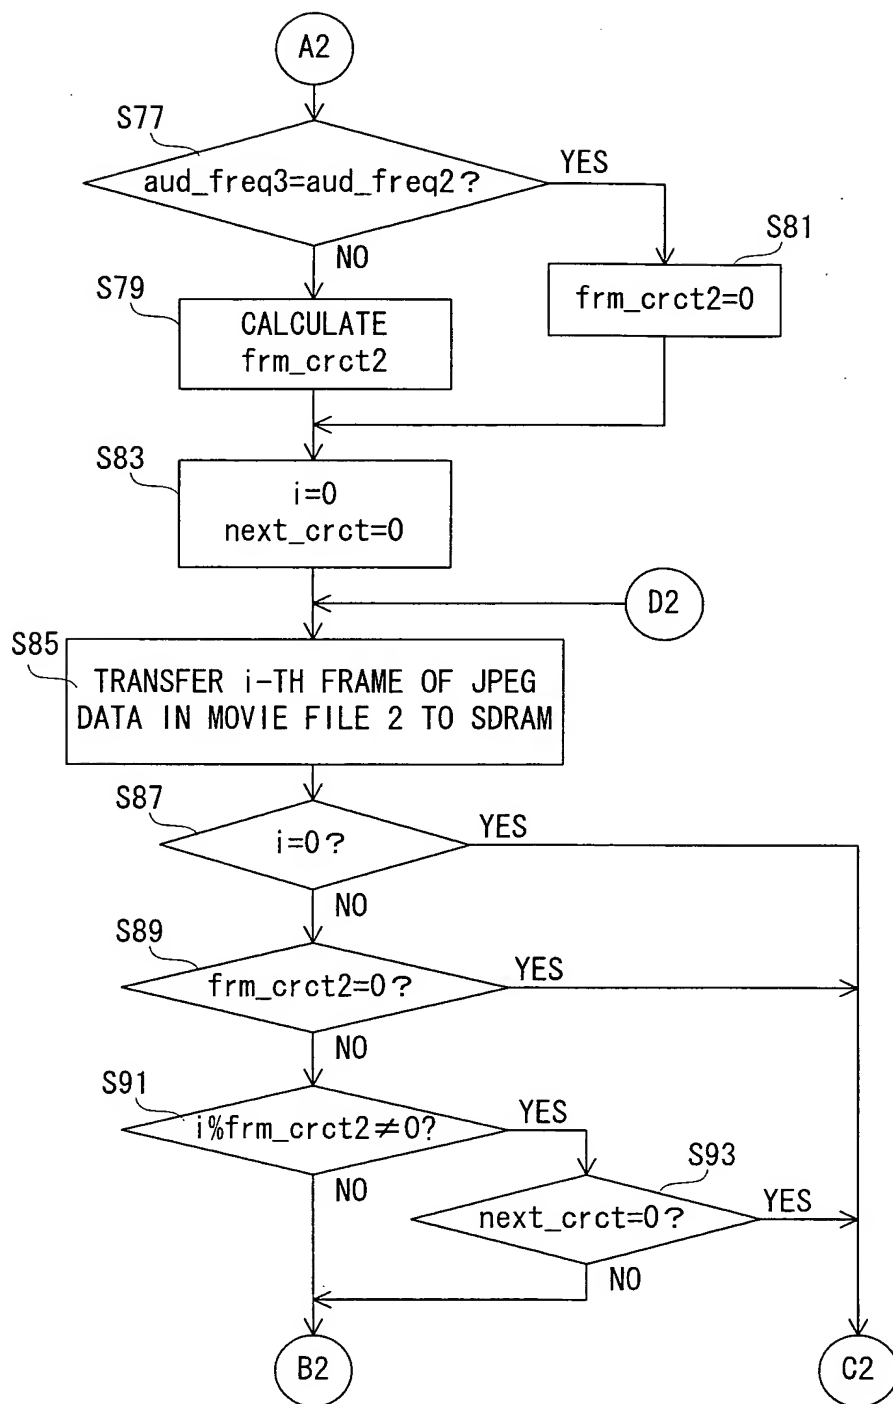 A2
S77
aud_freq3=aud_freq2?
YES
NO
S81
frm_crct2=0
S79
CALCULATE
frm_crct2
S83
i=0
next_crct=0
D2
S85
TRANSFER i-TH FRAME OF JPEG
DATA IN MOVIE FILE 2 TO SDRAM
S87
i=0?
YES
NO
S89
frm_crct2=0?
YES
NO
S91
i%frm_crct2≠0?
YES
NO
S93
next_crct=0?
YES
NO
B2
C2